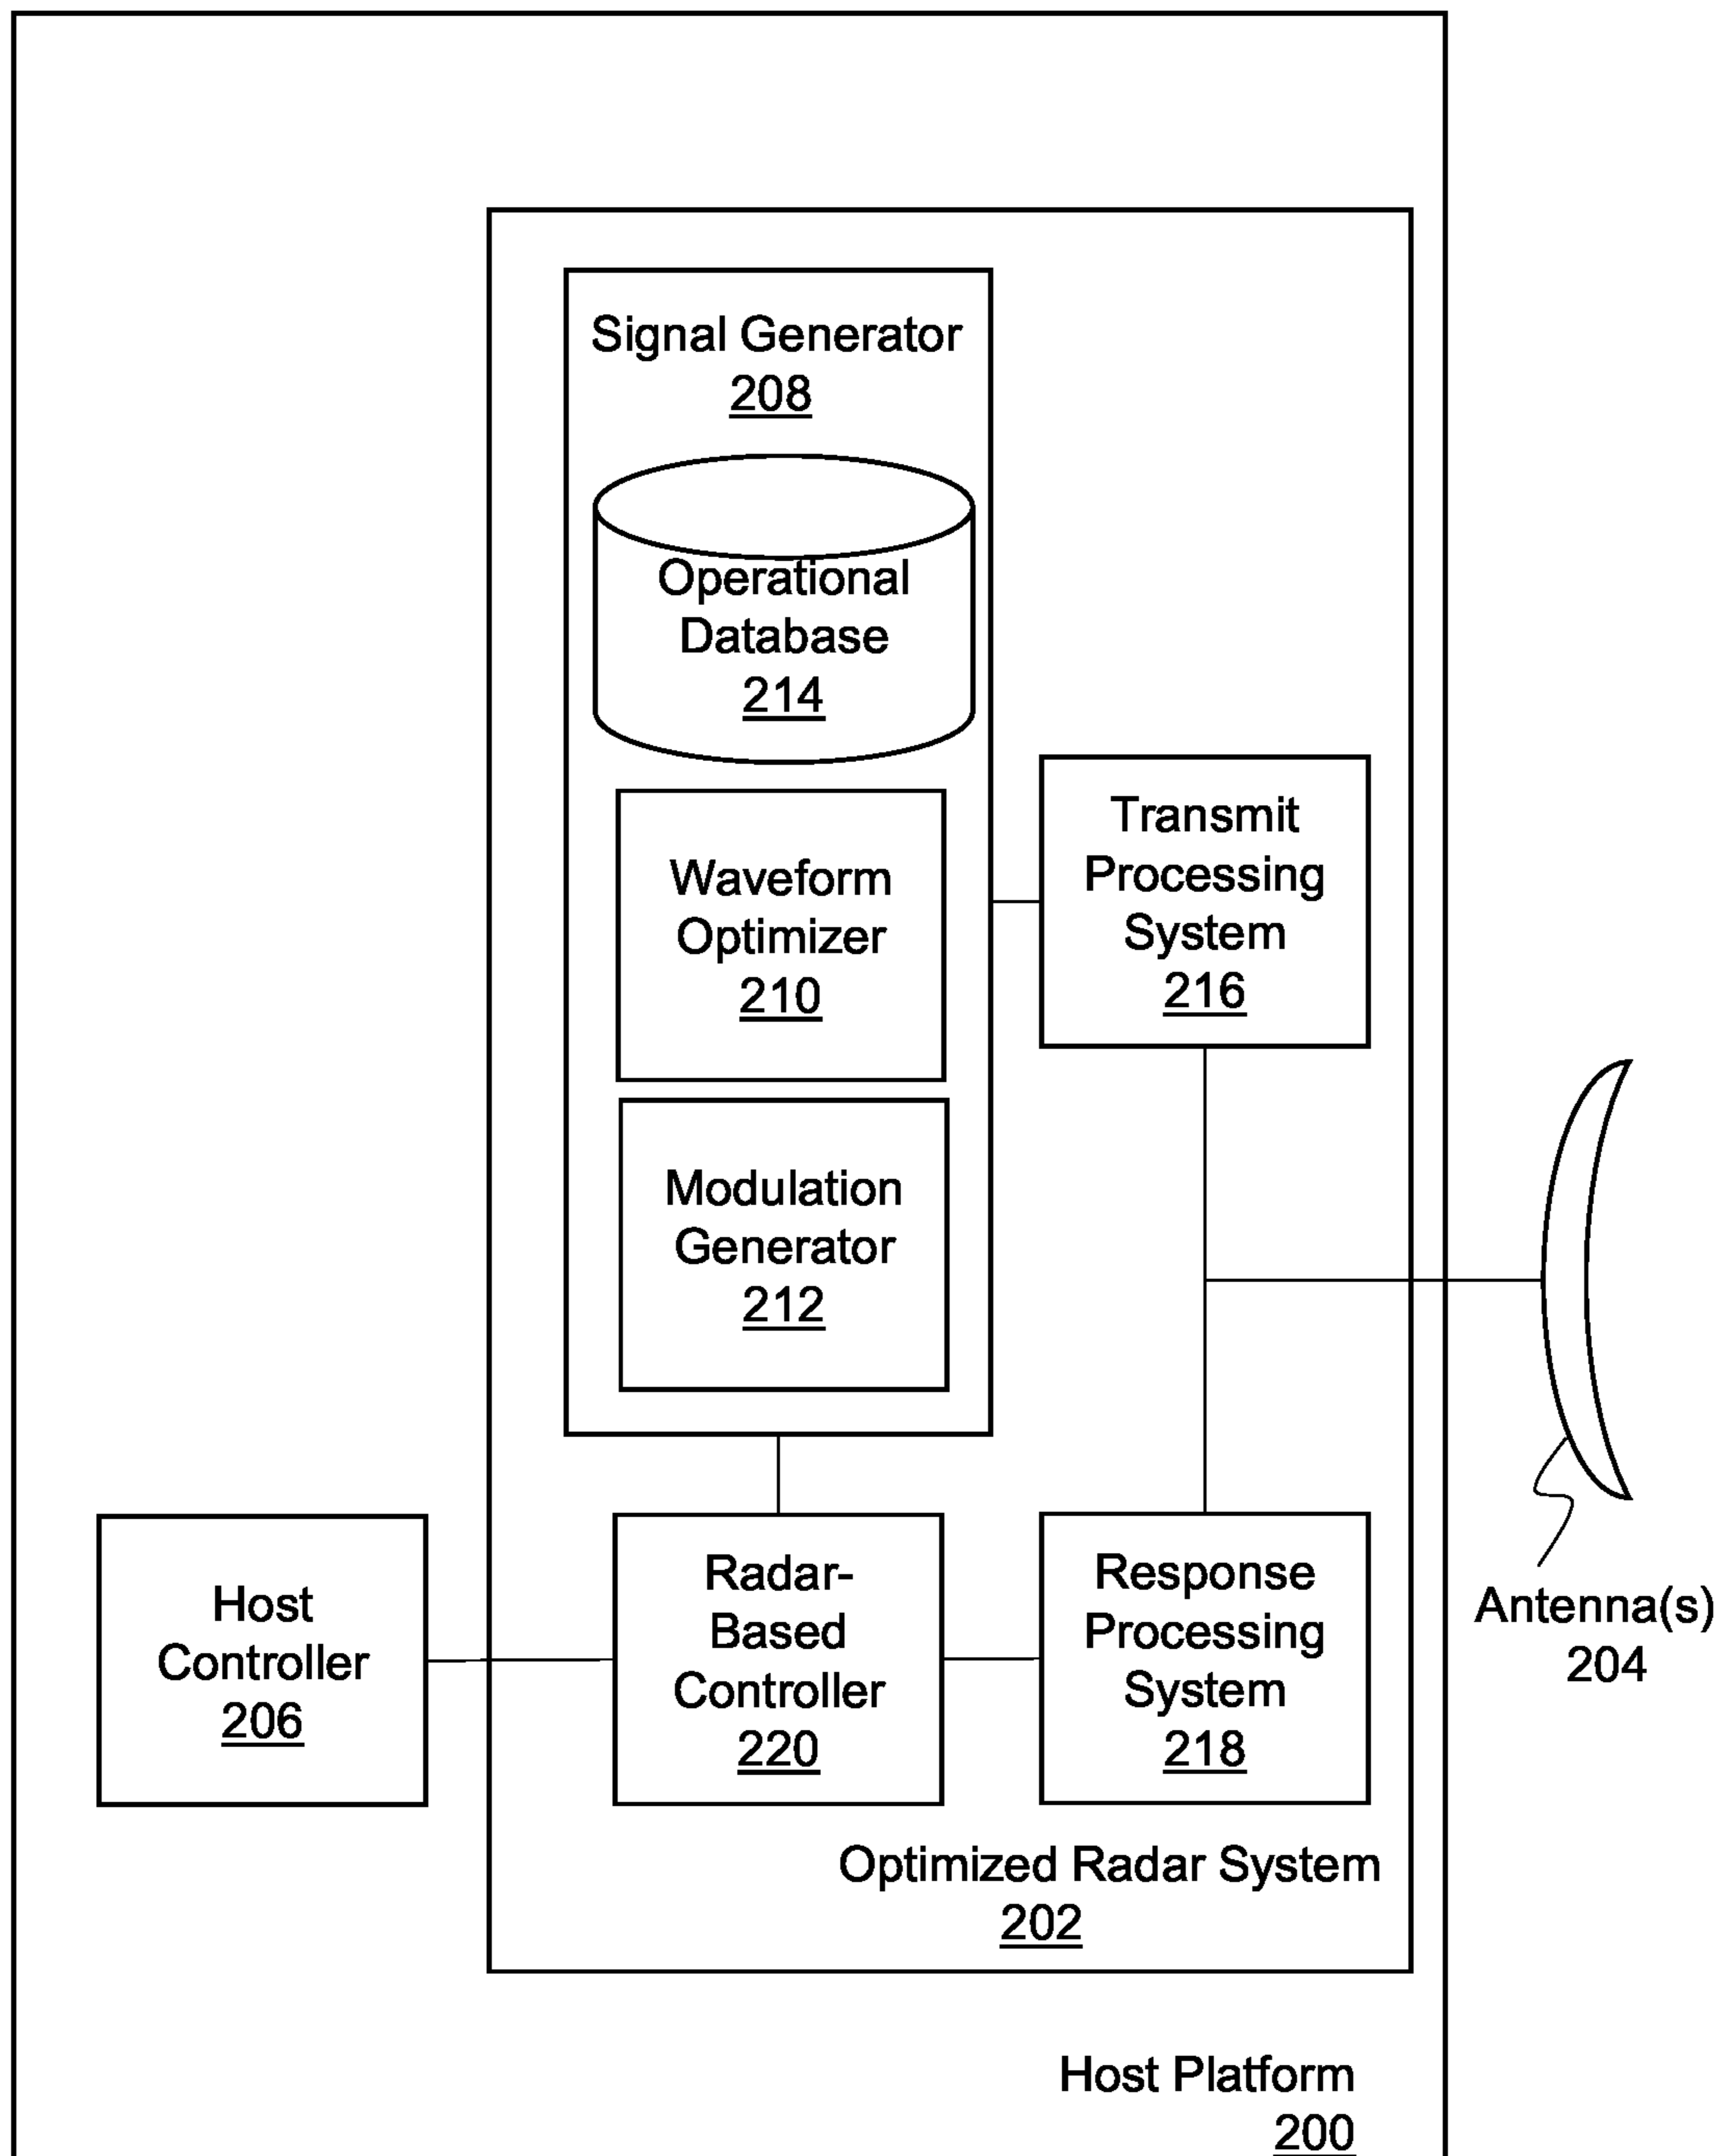 Signal Generator
208
Operational
Database
214
Waveform
Optimizer
210
Modulation
Generator
212
Transmit
Processing
System
216
Antenna(s)
204
Host
Controller
206
Radar-
Based
Controller
220
Response
Processing
System
218
Optimized Radar System
202
Host Platform
200